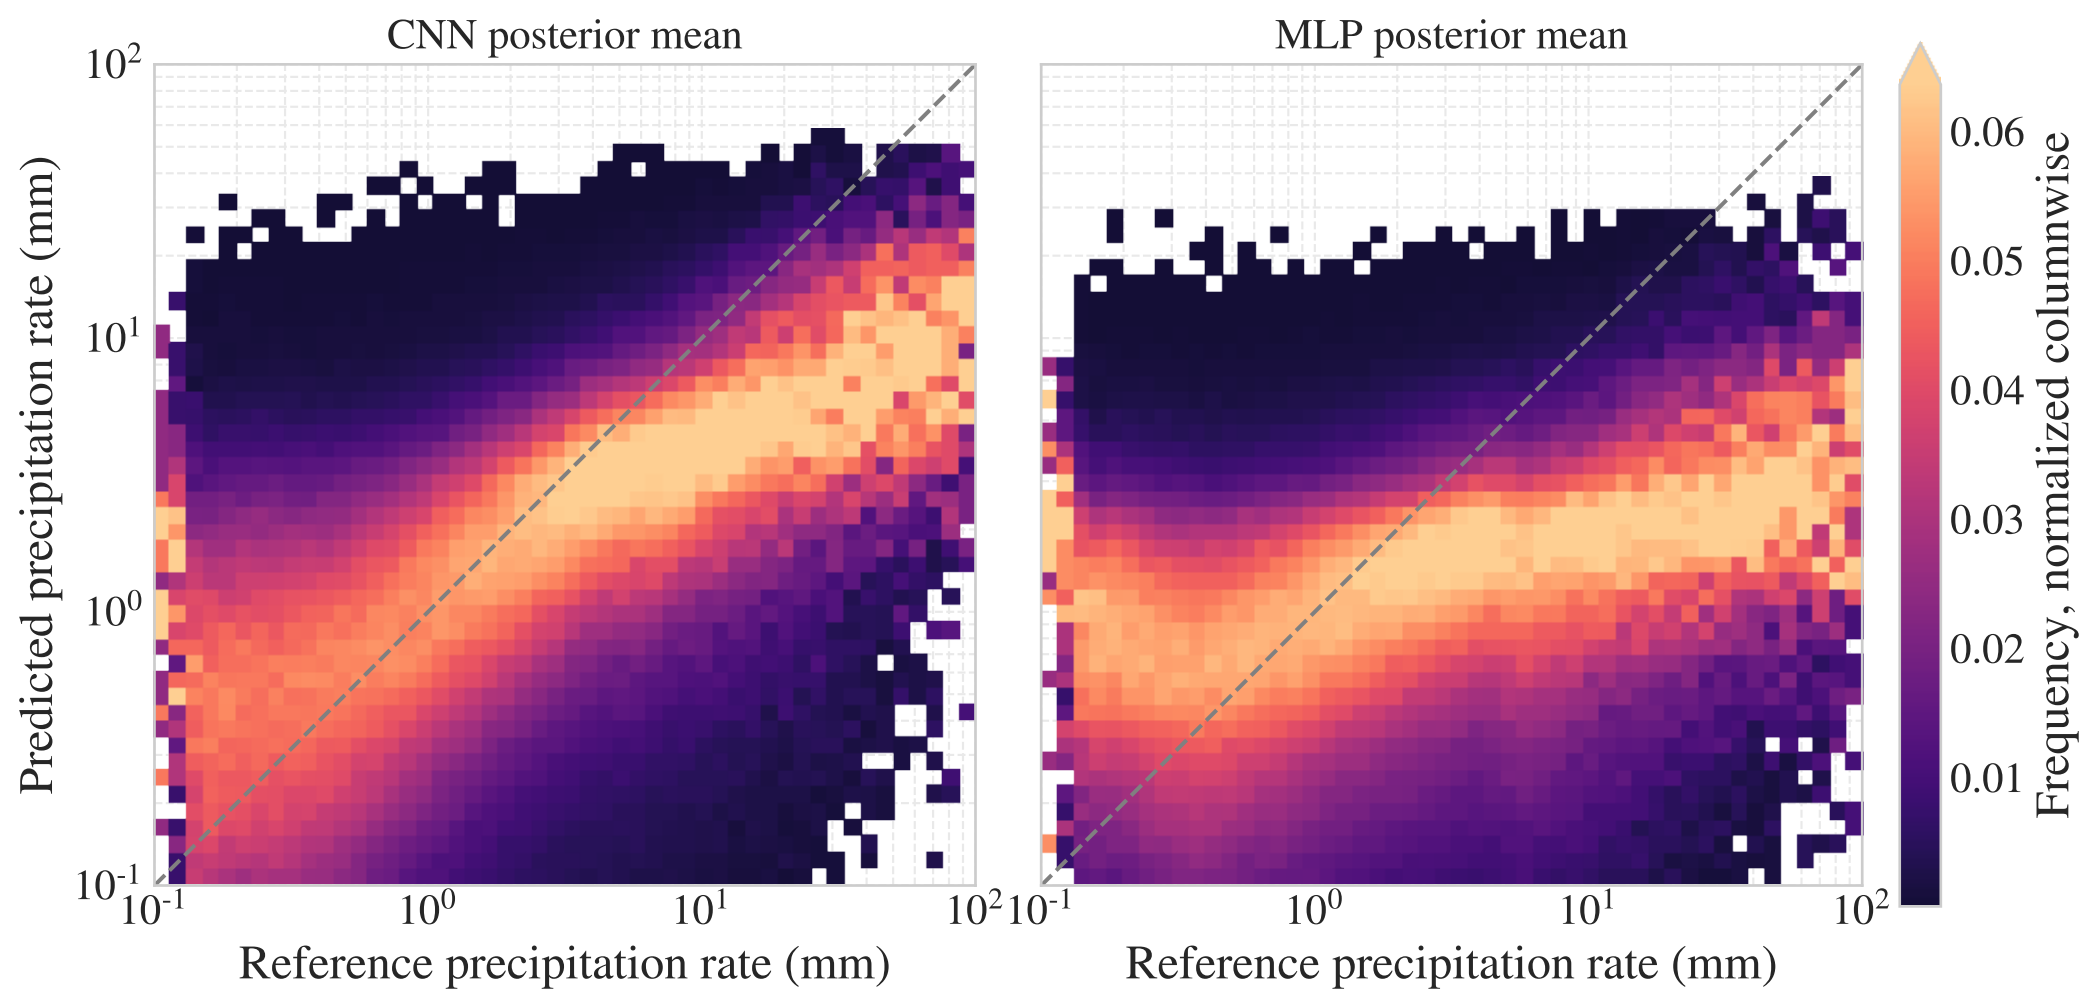 CNN posterior mean
MLP posterior mean
Predicted precipitation rate (mm)
10²
10¹
10⁰
10⁻¹
10⁻¹ 10⁰ 10¹ 10²
10⁻¹ 10⁰ 10¹ 10²
Reference precipitation rate (mm)
Reference precipitation rate (mm)
0.06
0.05
0.04
0.03
0.02
0.01
Frequency, normalized columnwise